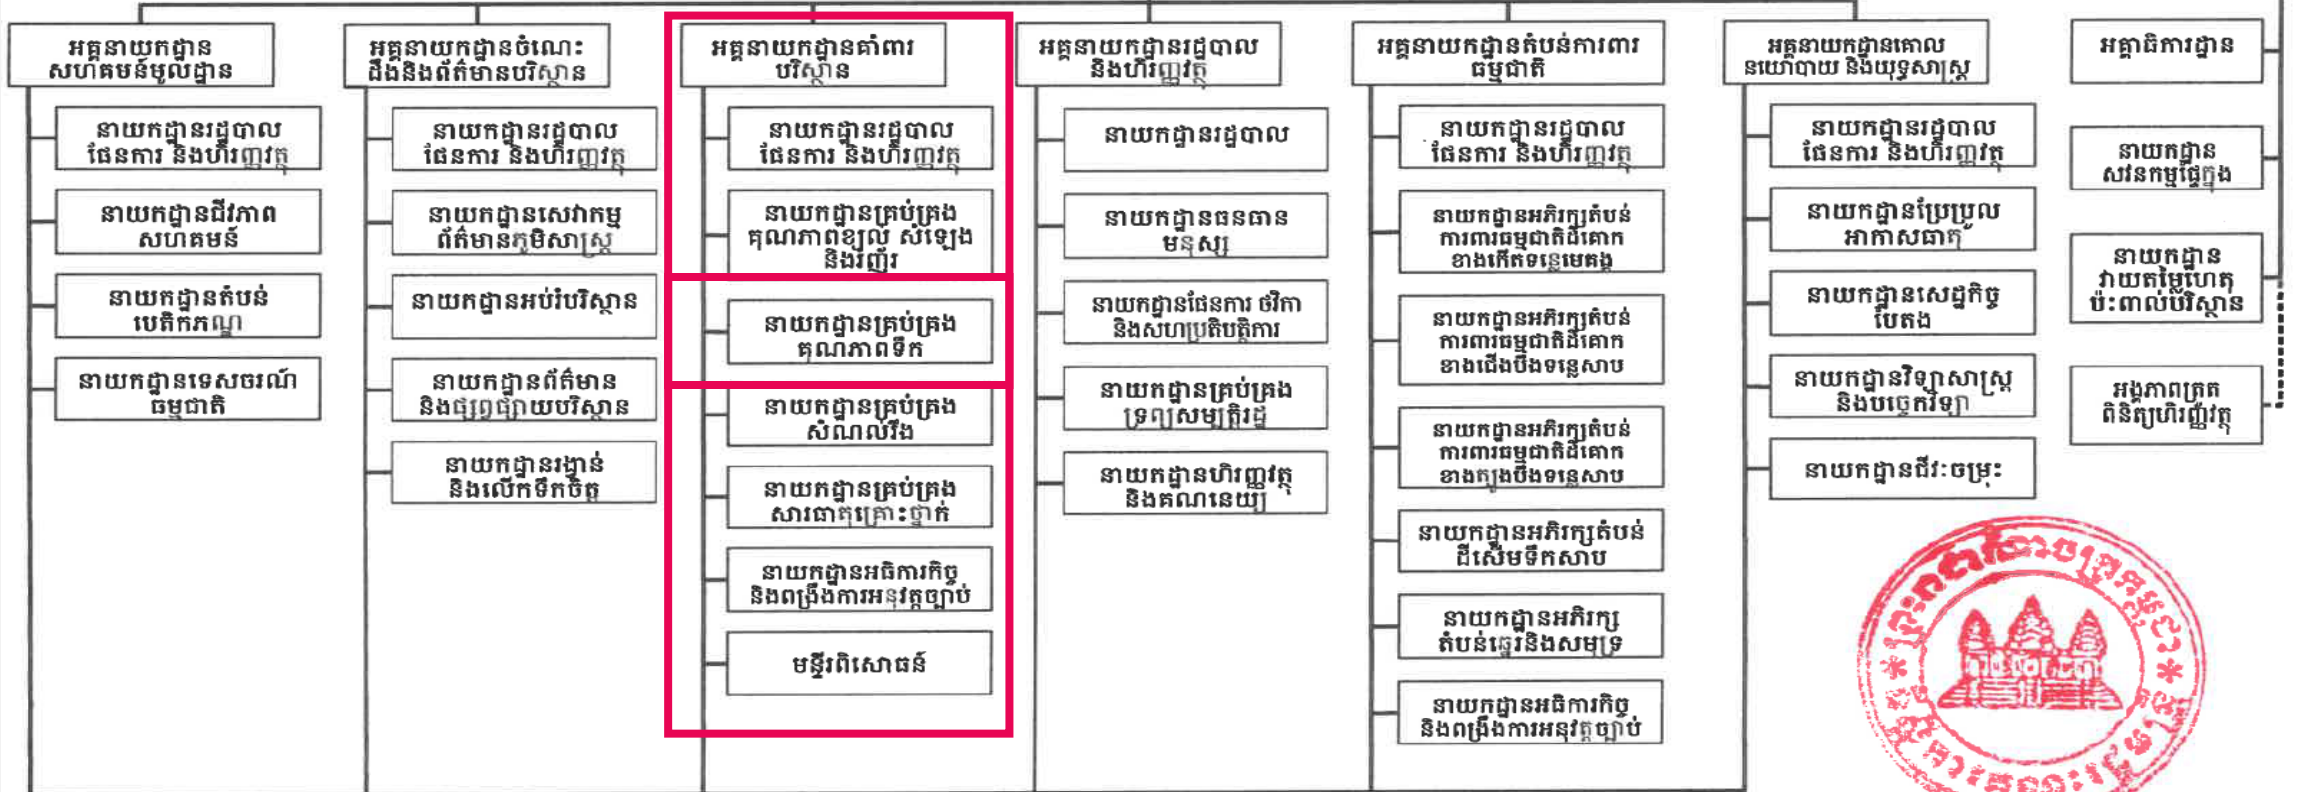 អគ្គនាយកដ្ឋាន
សហគមន៍មូលដ្ឋាន
នាយកដ្ឋានរដ្ឋបាល
ផែនការ និងហិរញ្ញវត្ថុ
នាយកដ្ឋានជីវភាព
សហគមន៍
នាយកដ្ឋានតំបន់
បេតិកភណ្ឌ
នាយកដ្ឋានទេសចរណ៍
ធម្មជាតិ
អគ្គនាយកដ្ឋានចំណេះ
ដឹងនិងព័ត៌មានបរិស្ថាន
នាយកដ្ឋានរដ្ឋបាល
ផែនការ និងហិរញ្ញវត្ថុ
នាយកដ្ឋានសេវាកម្ម
ព័ត៌មានភូមិសាស្ត្រ
នាយកដ្ឋានអប់រំបរិស្ថាន
នាយកដ្ឋានព័ត៌មាន
និងផ្សព្វផ្សាយបរិស្ថាន
នាយកដ្ឋានរង្វាន់
និងលើកទឹកចិត្ត
អគ្គនាយកដ្ឋានគាំពារ
បរិស្ថាន
នាយកដ្ឋានរដ្ឋបាល
ផែនការ និងហិរញ្ញវត្ថុ
នាយកដ្ឋានគ្រប់គ្រង
គុណភាពខ្យល់ សំឡេង
និងរំញ័រ
នាយកដ្ឋានគ្រប់គ្រង
គុណភាពទឹក
នាយកដ្ឋានគ្រប់គ្រង
សំណល់រឹង
នាយកដ្ឋានគ្រប់គ្រង
សារធាតុគ្រោះថ្នាក់
នាយកដ្ឋានអធិការកិច្ច
និងពង្រឹងការអនុវត្តច្បាប់
មន្ទីរពិសោធន៍
អគ្គនាយកដ្ឋានរដ្ឋបាល
និងហិរញ្ញវត្ថុ
នាយកដ្ឋានរដ្ឋបាល
នាយកដ្ឋានធនធាន
មនុស្ស
នាយកដ្ឋានផែនការ ថវិកា
និងសហប្រតិបត្តិការ
នាយកដ្ឋានគ្រប់គ្រង
ទ្រព្យសម្បត្តិរដ្ឋ
នាយកដ្ឋានហិរញ្ញវត្ថុ
និងគណនេយ្យ
អគ្គនាយកដ្ឋានតំបន់ការពារ
ធម្មជាតិ
នាយកដ្ឋានរដ្ឋបាល
ផែនការ និងហិរញ្ញវត្ថុ
នាយកដ្ឋានអភិរក្សតំបន់
ការពារធម្មជាតិដីគោក
ខាងកើតទន្លេមេគង្គ
នាយកដ្ឋានអភិរក្សតំបន់
ការពារធម្មជាតិដីគោក
ខាងជើងបឹងទន្លេសាប
នាយកដ្ឋានអភិរក្សតំបន់
ការពារធម្មជាតិដីគោក
ខាងត្បូងបឹងទន្លេសាប
នាយកដ្ឋានអភិរក្សតំបន់
ដីសើមទឹកសាប
នាយកដ្ឋានអភិរក្ស
តំបន់ឆ្នេរនិងសមុទ្រ
នាយកដ្ឋានអធិការកិច្ច
និងពង្រឹងការអនុវត្តច្បាប់
អគ្គនាយកដ្ឋានគោល
នយោបាយ និងយុទ្ធសាស្ត្រ
នាយកដ្ឋានរដ្ឋបាល
ផែនការ និងហិរញ្ញវត្ថុ
នាយកដ្ឋានប្រែប្រួល
អាកាសធាតុ
នាយកដ្ឋានសេដ្ឋកិច្ច
បៃតង
នាយកដ្ឋានវិទ្យាសាស្ត្រ
និងបច្ចេកវិទ្យា
នាយកដ្ឋានជីវៈចម្រុះ
អគ្គាធិការដ្ឋាន
នាយកដ្ឋាន
សវនកម្មផ្ទៃក្នុង
នាយកដ្ឋាន
វាយតម្លៃហេតុ
ប៉ះពាល់បរិស្ថាន
អង្គភាពត្រួត
ពិនិត្យហិរញ្ញវត្ថុ